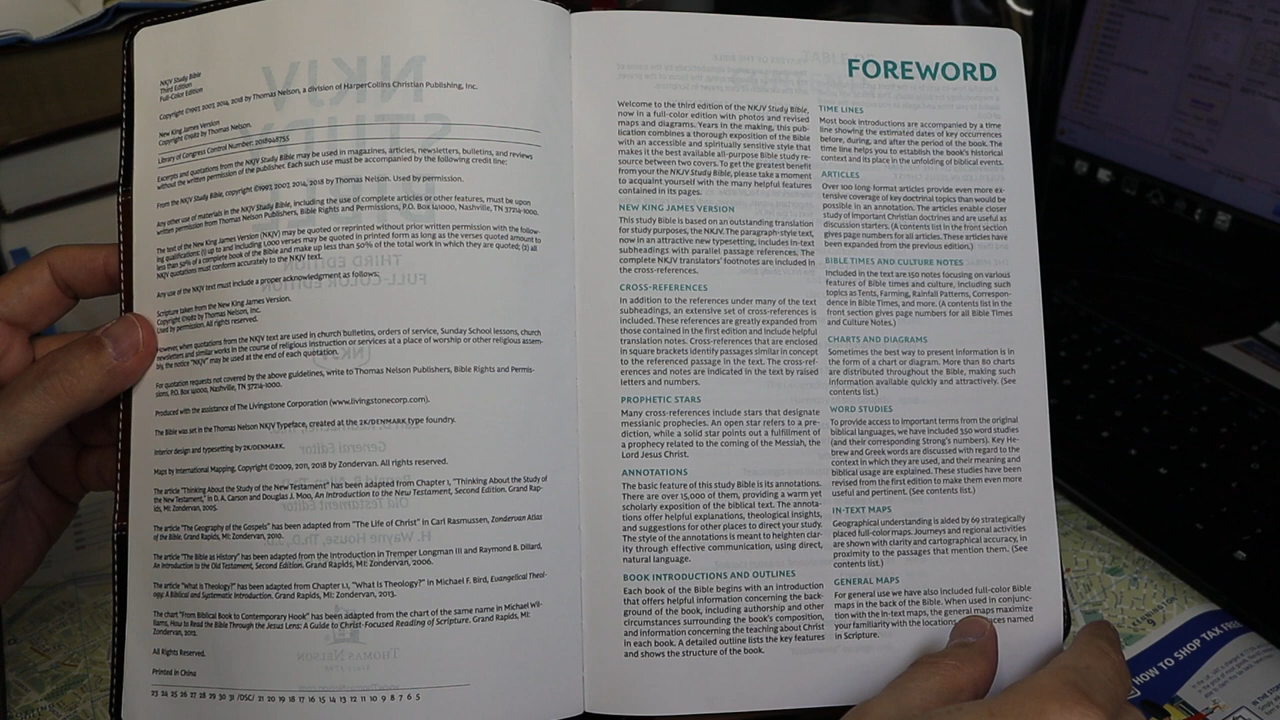 NKJV Study Bible
Third Edition
Full-Color Edition
Copyright ©1997, 2007, 2014, 2018 by Thomas Nelson, a division of HarperCollins Christian Publishing, Inc.
New King James Version
Copyright ©1982 by Thomas Nelson.
Library of Congress Control Number: 2018948755
Excerpts and quotations from the NKJV Study Bible may be used in magazines, articles, newsletters, bulletins, and reviews
without the written permission of the publisher. Each such use must be accompanied by the following credit line:
From the NKJV Study Bible, copyright ©1997, 2007, 2014, 2018 by Thomas Nelson. Used by permission.
Any other use of materials in the NKJV Study Bible, including the use of complete articles or other features, must be upon
written permission from Thomas Nelson Publishers, Bible Rights and Permissions, P.O. Box 141000, Nashville, TN 37214-1000.
The text of the New King James Version (NKJV) may be quoted or reprinted without prior written permission with the follow-
ing qualifications: (1) up to and including 1,000 verses may be quoted in printed form as long as the verses quoted amount to
less than 50% of a complete book of the Bible and make up less than 50% of the total work in which they are quoted; (2) all
NKJV quotations must conform accurately to the NKJV text.
Any use of the NKJV text must include a proper acknowledgment as follows:
Scripture taken from the New King James Version.
Copyright ©1982 by Thomas Nelson, Inc.
Used by permission. All rights reserved.
However, when quotations from the NKJV text are used in church bulletins, orders of service, Sunday School lessons, church
newsletters and similar works in the course of religious instruction or services at a place of worship or other religious assem-
bly, the notice "NKJV" may be used at the end of each quotation.
For quotation requests not covered by the above guidelines, write to Thomas Nelson Publishers, Bible Rights and Permis-
sions, P.O. Box 141000, Nashville, TN 37214-1000.
Produced with the assistance of The Livingstone Corporation (www.livingstonecorp.com).
The Bible was set in the Thomas Nelson NKJV Typeface, created at the 2K/DENMARK type foundry.
Interior design and typesetting by 2K/DENMARK.
Maps by International Mapping. Copyright ©2009, 2011, 2018 by Zondervan. All rights reserved.
The article "Thinking About the Study of the New Testament" has been adapted from Chapter 1, "Thinking About the Study of
the New Testament," in D. A. Carson and Douglas J. Moo, An Introduction to the New Testament, Second Edition. Grand Rap-
ids, MI: Zondervan, 2005.
The article "The Geography of the Gospels" has been adapted from "The Life of Christ" in Carl Rasmussen, Zondervan Atlas
of the Bible. Grand Rapids, MI: Zondervan, 2010.
The article "The Bible as History" has been adapted from the Introduction in Tremper Longman III and Raymond B. Dillard,
An Introduction to the Old Testament, Second Edition. Grand Rapids, MI: Zondervan, 2006.
The article "What Is Theology?" has been adapted from Chapter 1.1, "What Is Theology?" in Michael F. Bird, Evangelical Theol-
ogy: A Biblical and Systematic Introduction. Grand Rapids, MI: Zondervan, 2013.
The chart "From Biblical Book to Contemporary Hook" has been adapted from the chart of the same name in Michael Wil-
liams, How to Read the Bible Through the Jesus Lens: A Guide to Christ-Focused Reading of Scripture. Grand Rapids, MI:
Zondervan, 2012.
All Rights Reserved.
Printed in China
23 24 25 26 27 28 29 30 31 /DSC/ 21 20 19 18 17 16 15 14 13 12 11 10 9 8 7 6 5
FOREWORD
Welcome to the third edition of the NKJV Study Bible,
now in a full-color edition with photos and revised
maps and diagrams. Years in the making, this pub-
lication combines a thorough exposition of the Bible
with an accessible and spiritually sensitive style that
makes it the best available all-purpose Bible study re-
source between two covers. To get the greatest benefit
from your NKJV Study Bible, please take a moment
to acquaint yourself with the many helpful features
contained in its pages.
NEW KING JAMES VERSION
This study Bible is based on an outstanding translation
for study purposes, the NKJV. The paragraph-style text,
now in an attractive new typesetting, includes in-text
subheadings with parallel passage references. The
complete NKJV translators' footnotes are included in
the cross-references.
CROSS-REFERENCES
In addition to the references under many of the text
subheadings, an extensive set of cross-references is
included. These references are greatly expanded from
those contained in the first edition and include helpful
translation notes. Cross-references that are enclosed
in square brackets identify passages similar in concept
to the referenced passage in the text. The cross-ref-
erences and notes are indicated in the text by raised
letters and numbers.
PROPHETIC STARS
Many cross-references include stars that designate
messianic prophecies. An open star refers to a pre-
diction, while a solid star points out a fulfillment of
a prophecy related to the coming of the Messiah, the
Lord Jesus Christ.
ANNOTATIONS
The basic feature of this study Bible is its annotations.
There are over 15,000 of them, providing a warm yet
scholarly exposition of the biblical text. The annota-
tions offer helpful explanations, theological insights,
and suggestions for other places to direct your study.
The style of the annotations is meant to heighten clar-
ity through effective communication, using direct,
natural language.
BOOK INTRODUCTIONS AND OUTLINES
Each book of the Bible begins with an introduction
that offers helpful information concerning the back-
ground of the book, including authorship and other
circumstances surrounding the book's composition,
and information concerning the teaching about Christ
in each book. A detailed outline lists the key features
and shows the structure of the book.
TIME LINES
Most book introductions are accompanied by a time
line showing the estimated dates of key occurrences
before, during, and after the period of the book. The
time line helps you to establish the book's historical
context and its place in the unfolding of biblical events.
ARTICLES
Over 100 long-format articles provide even more ex-
tensive coverage of key doctrinal topics than would be
possible in an annotation. The articles enable closer
study of important Christian doctrines and are useful as
discussion starters. (A contents list in the front section
gives page numbers for all articles. These articles have
been expanded from the previous edition.)
BIBLE TIMES AND CULTURE NOTES
Included in the text are 150 notes focusing on various
features of Bible times and culture, including such
topics as Tents, Farming, Rainfall Patterns, Correspon-
dence in Bible Times, and more. (A contents list in the
front section gives page numbers for all Bible Times
and Culture Notes.)
CHARTS AND DIAGRAMS
Sometimes the best way to present information is in
the form of a chart or diagram. More than 80 charts
are distributed throughout the Bible, making such
information available quickly and attractively. (See
contents list.)
WORD STUDIES
To provide access to important terms from the original
biblical languages, we have included 350 word studies
(and their corresponding Strong's numbers). Key He-
brew and Greek words are discussed with regard to the
context in which they are used, and their meaning and
biblical usage are explained. These studies have been
revised from the first edition to make them even more
useful and pertinent. (See contents list.)
IN-TEXT MAPS
Geographical understanding is aided by 69 strategically
placed full-color maps. Journeys and regional activities
are shown with clarity and cartographical accuracy, in
proximity to the passages that mention them. (See
contents list.)
GENERAL MAPS
For general use we have also included full-color Bible
maps in the back of the Bible. When used in conjunc-
tion with the in-text maps, the general maps maximize
your familiarity with the locations named
in Scripture.
HOW TO SHOP TAX FREE